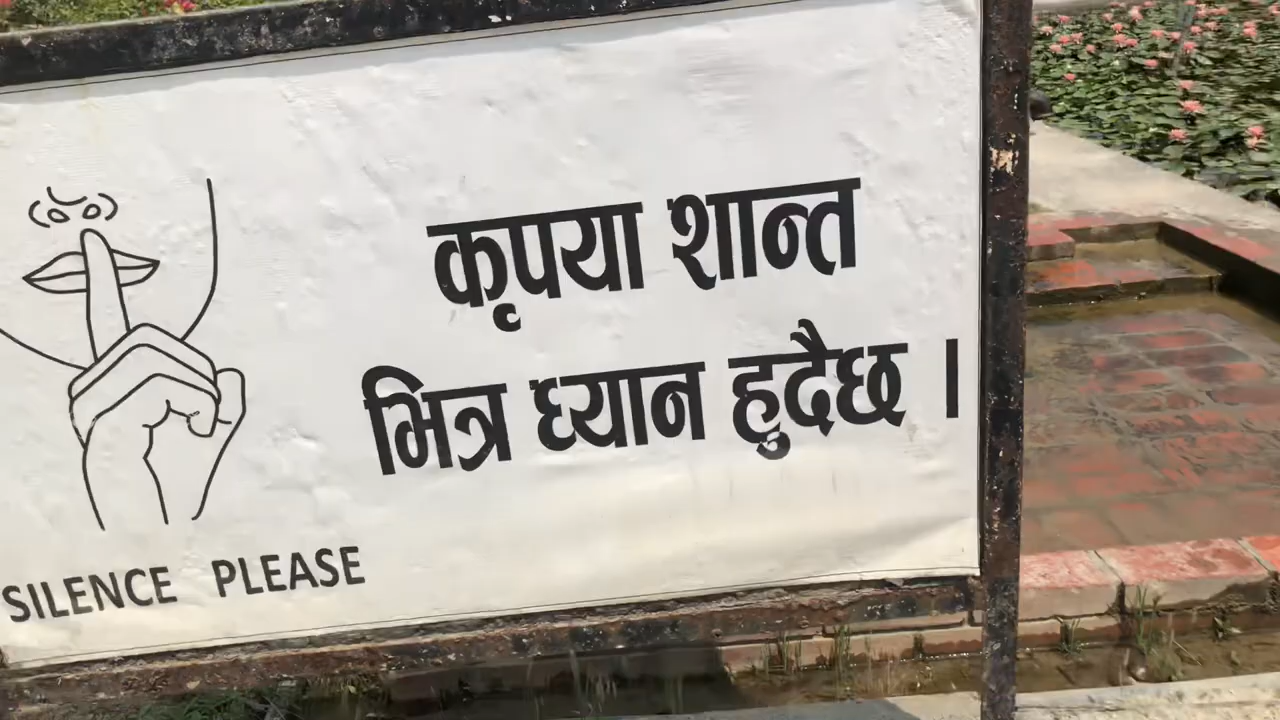 कृपया शान्त
भित्र ध्यान हुदैछ ।
SILENCE PLEASE